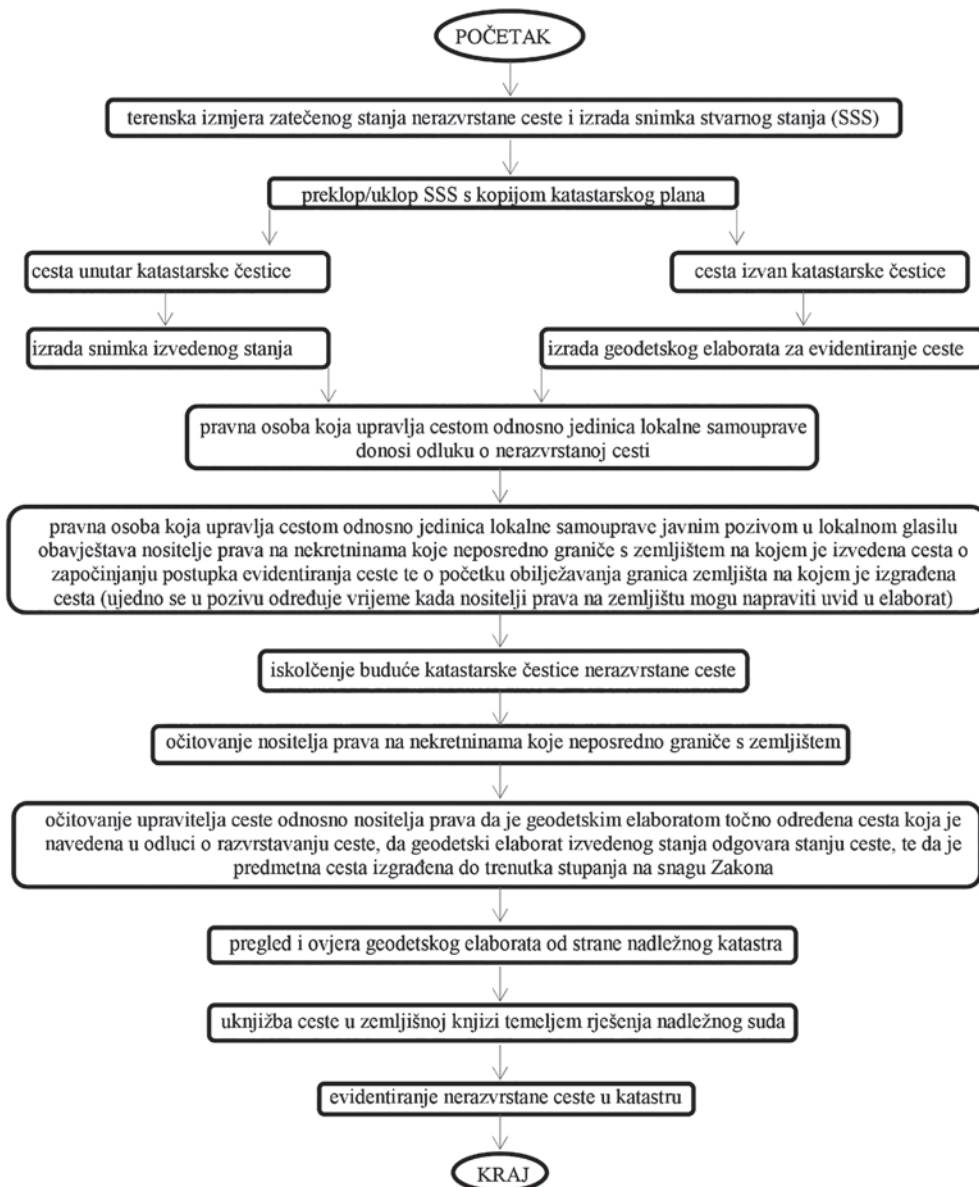 POČETAK
terenska izmjera zatečenog stanja nerazvrstane ceste i izrada snimka stvarnog stanja (SSS)
preklop/uklop SSS s kopijom katastarskog plana
cesta unutar katastarske čestice
cesta izvan katastarske čestice
izrada snimka izvedenog stanja
izrada geodetskog elaborata za evidentiranje ceste
pravna osoba koja upravlja cestom odnosno jedinica lokalne samouprave
donosi odluku o nerazvrstanoj cesti
pravna osoba koja upravlja cestom odnosno jedinica lokalne samouprave javnim pozivom u lokalnom glasilu
obavještava nositelje prava na nekretninama koje neposredno graniče s zemljištem na kojem je izvedena cesta o
započinjanju postupka evidentiranja ceste te o početku obilježavanja granica zemljišta na kojem je izgrađena
cesta (ujedno se u pozivu određuje vrijeme kada nositelji prava na zemljištu mogu napraviti uvid u elaborat)
iskolčenje buduće katastarske čestice nerazvrstane ceste
očitovanje nositelja prava na nekretninama koje neposredno graniče s zemljištem
očitovanje upravitelja ceste odnosno nositelja prava da je geodetskim elaboratom točno određena cesta koja je
navedena u odluci o razvrstavanju ceste, da geodetski elaborat izvedenog stanja odgovara stanju ceste, te da je
predmetna cesta izgrađena do trenutka stupanja na snagu Zakona
pregled i ovjera geodetskog elaborata od strane nadležnog katastra
uknjižba ceste u zemljišnoj knjizi temeljem rješenja nadležnog suda
evidentiranje nerazvrstane ceste u katastru
KRAJ